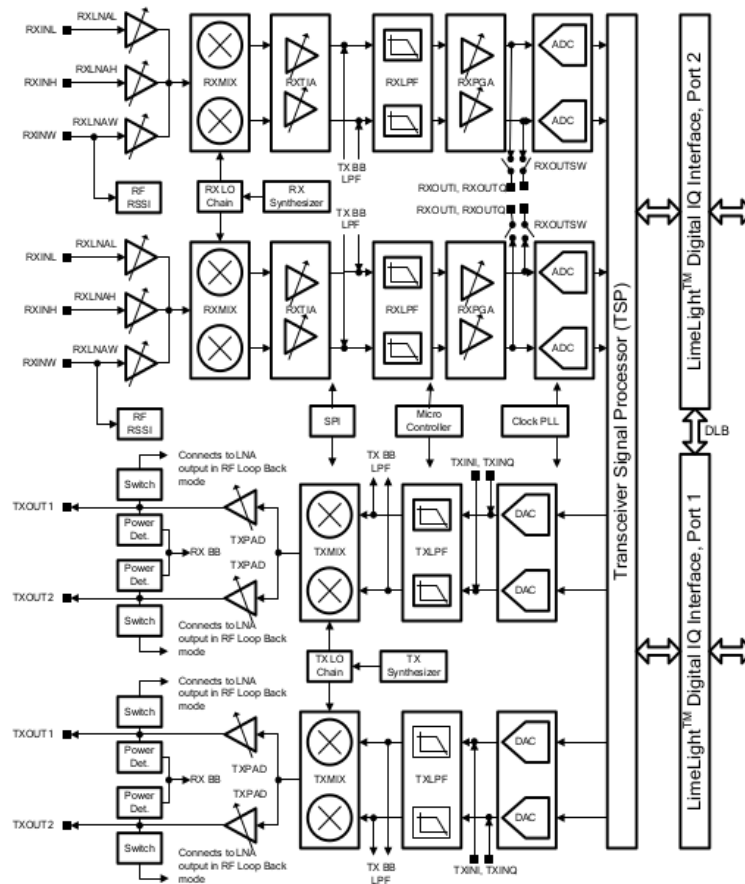 RXINL
RXLNAL
RXINH
RXLNAH
RXINW
RXLNAW
RF
RSSI
RXMIX
RXTIA
RXLPF
RXPGA
ADC
ADC
TX BB
LPF
RXOUTSW
RXOUTI, RXOUTQ
RX LO
Chain
RX
Synthesizer
TX BB
LPF
RXOUTI, RXOUTQ
RXOUTSW
RXINL
RXLNAL
RXINH
RXLNAH
RXINW
RXLNAW
RF
RSSI
RXMIX
RXTIA
RXLPF
RXPGA
ADC
ADC
SPI
Micro
Controller
Clock PLL
Connects to LNA
output in RF Loop Back
mode
Switch
TXOUT1
Power
Det.
RX BB
Power
Det.
TXOUT2
Switch
Connects to LNA
output in RF Loop Back
mode
TXPAD
TXPAD
TXMIX
TX BB
LPF
TXLPF
TXINI, TXINQ
DAC
DAC
TX LO
Chain
TX
Synthesizer
Connects to LNA
output in RF Loop Back
mode
Switch
TXOUT1
Power
Det.
RX BB
Power
Det.
TXOUT2
Switch
Connects to LNA
output in RF Loop Back
mode
TXPAD
TXPAD
TXMIX
TX BB
LPF
TXLPF
TXINI, TXINQ
DAC
DAC
Transceiver Signal Processor (TSP)
LimeLight™ Digital IQ Interface, Port 2
DLB
LimeLight™ Digital IQ Interface, Port 1